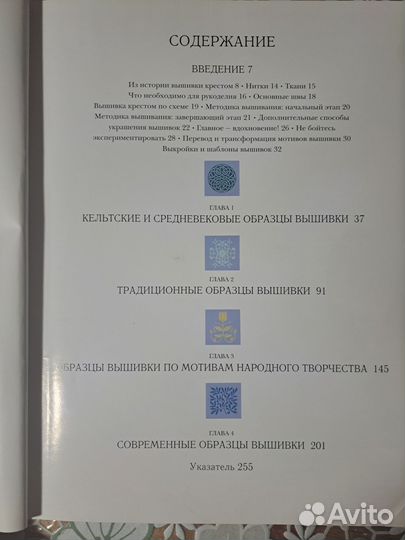 СОДЕРЖАНИЕ
ВВЕДЕНИЕ 7
Из истории вышивки крестом 8 • Нитки 14 • Ткани 15
Что необходимо для рукоделия 16 • Основные швы 18
Вышивка крестом по схеме 19 • Методика вышивания: начальный этап 20
Методика вышивания: завершающий этап 21 • Дополнительные способы
украшения вышивок 22 • Главное – вдохновение! 26 • Не бойтесь
экспериментировать 28 • Перевод и трансформация мотивов вышивки 30
Выкройки и шаблоны вышивок 32
ГЛАВА 1
КЕЛЬТСКИЕ И СРЕДНЕВЕКОВЫЕ ОБРАЗЦЫ ВЫШИВКИ 37
ГЛАВА 2
ТРАДИЦИОННЫЕ ОБРАЗЦЫ ВЫШИВКИ 91
ГЛАВА 3
ОБРАЗЦЫ ВЫШИВКИ ПО МОТИВАМ НАРОДНОГО ТВОРЧЕСТВА 145
ГЛАВА 4
СОВРЕМЕННЫЕ ОБРАЗЦЫ ВЫШИВКИ 201
Указатель 255
Avito